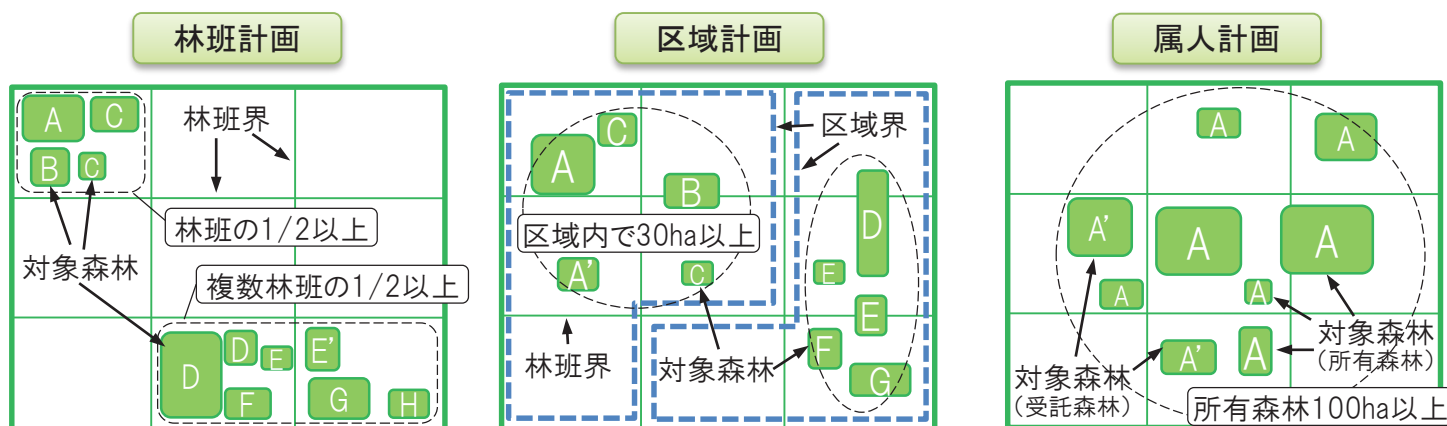 林班計画
A
C
B
C
林班界
林班の1/2以上
対象森林
複数林班の1/2以上
D
D
E
E'
F
G
H
区域計画
C
区域界
A
B
D
区域内で30ha以上
A'
C
E
E
F
G
林班界
対象森林
属人計画
A
A
A'
A
A
A
A
A'
A
対象森林
(所有森林)
対象森林
(受託森林)
所有森林100ha以上